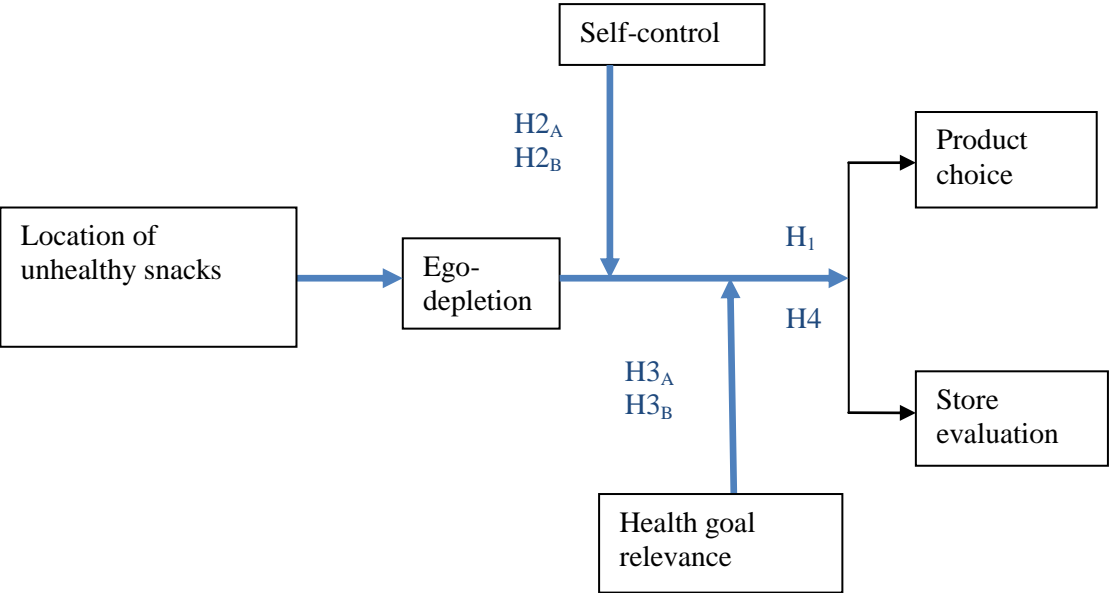 Self-control
H2A
H2B
Product
choice
Location of
unhealthy snacks
Ego-
depletion
H1
H4
H3A
H3B
Store
evaluation
Health goal
relevance